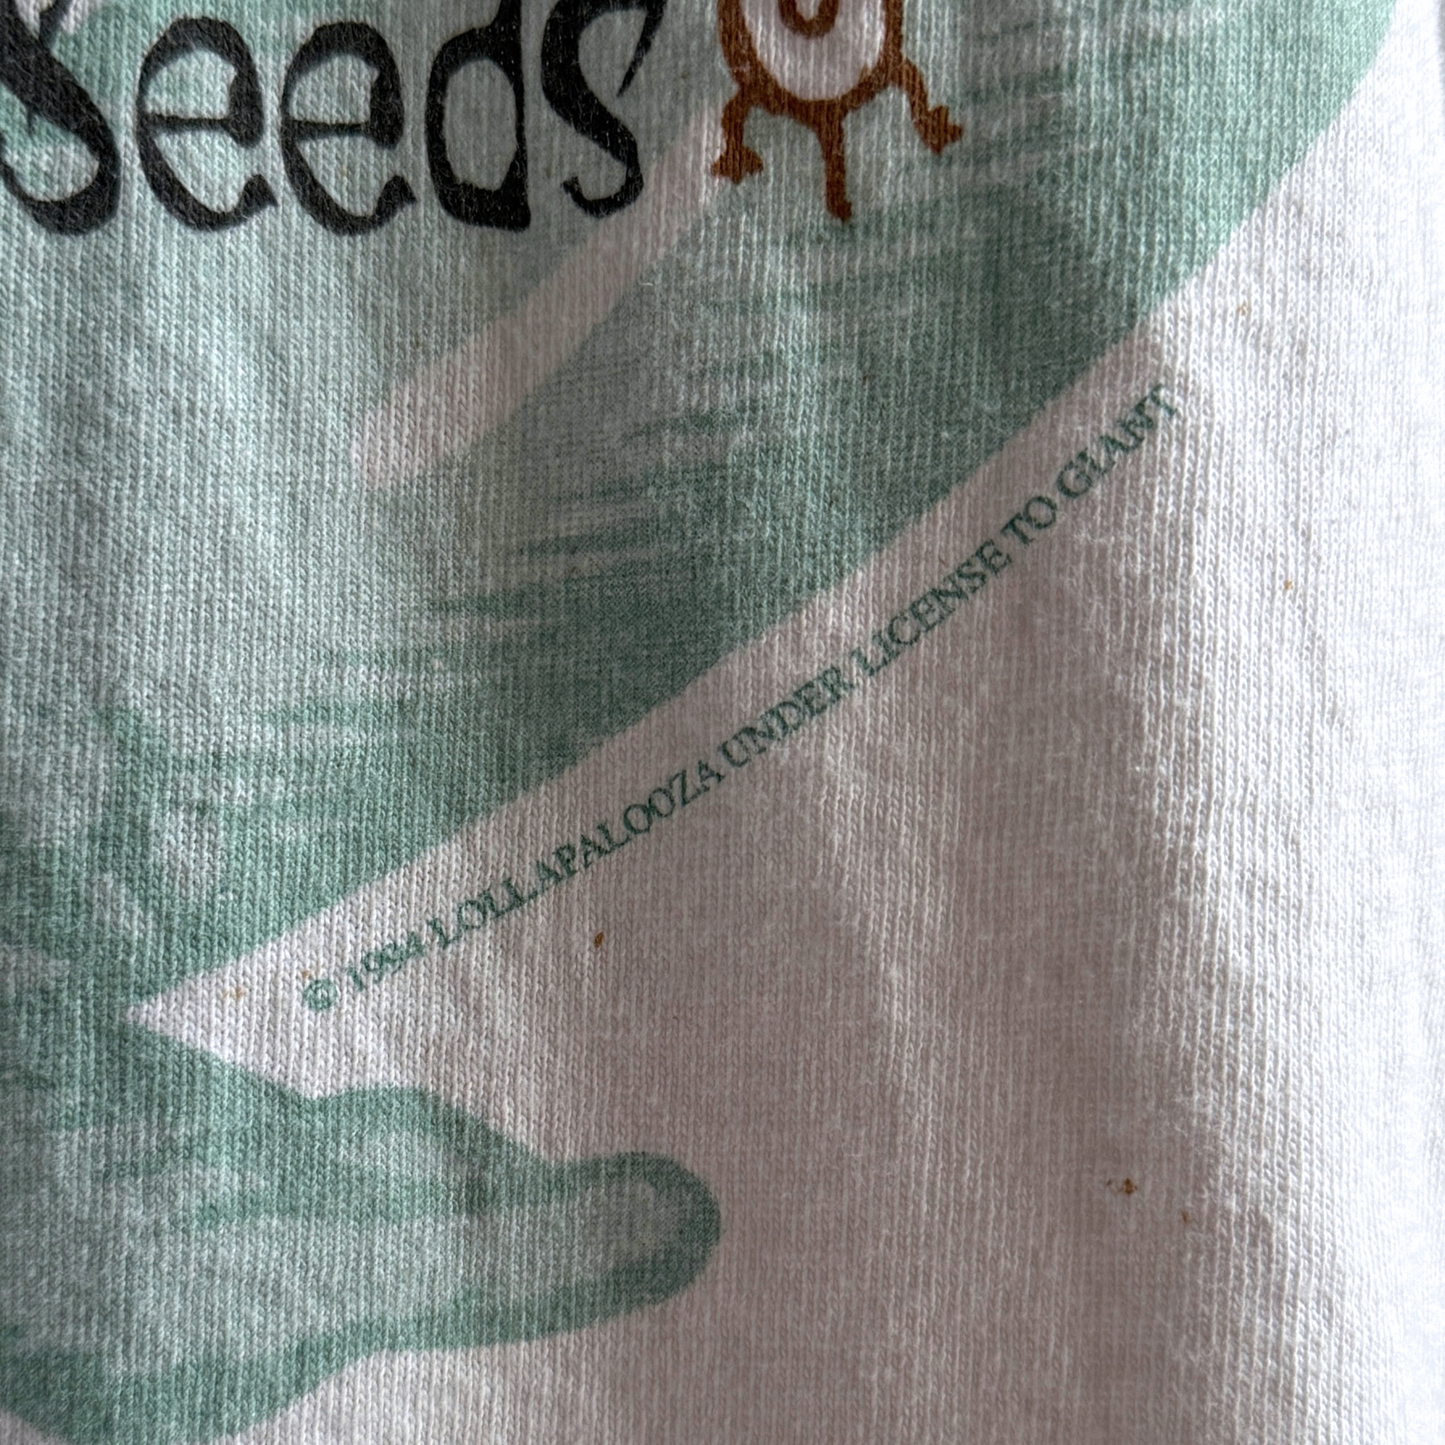 Seeds
© 1994 LOLLAPALOOZA UNDER LICENSE TO GIANT